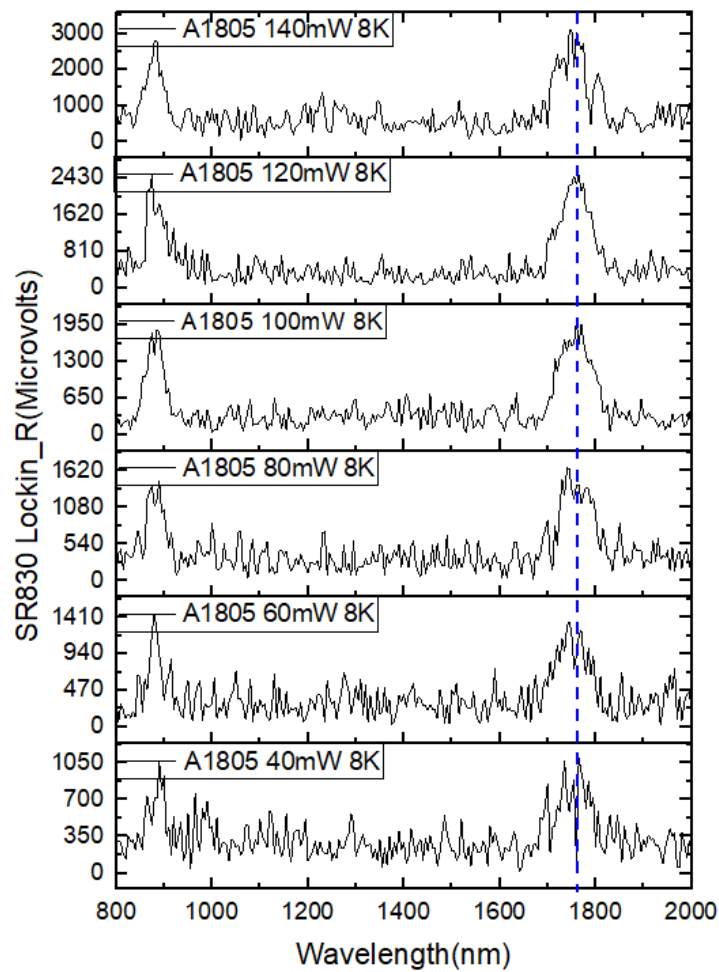 A1805 140mW 8K
3000
2000
1000
0
A1805 120mW 8K
2430
1620
810
0
A1805 100mW 8K
1950
1300
650
0
A1805 80mW 8K
1620
1080
540
0
A1805 60mW 8K
1410
940
470
0
A1805 40mW 8K
1050
700
350
0
SR830 Lockin_R(Microvolts)
800 1000 1200 1400 1600 1800 2000
Wavelength(nm)